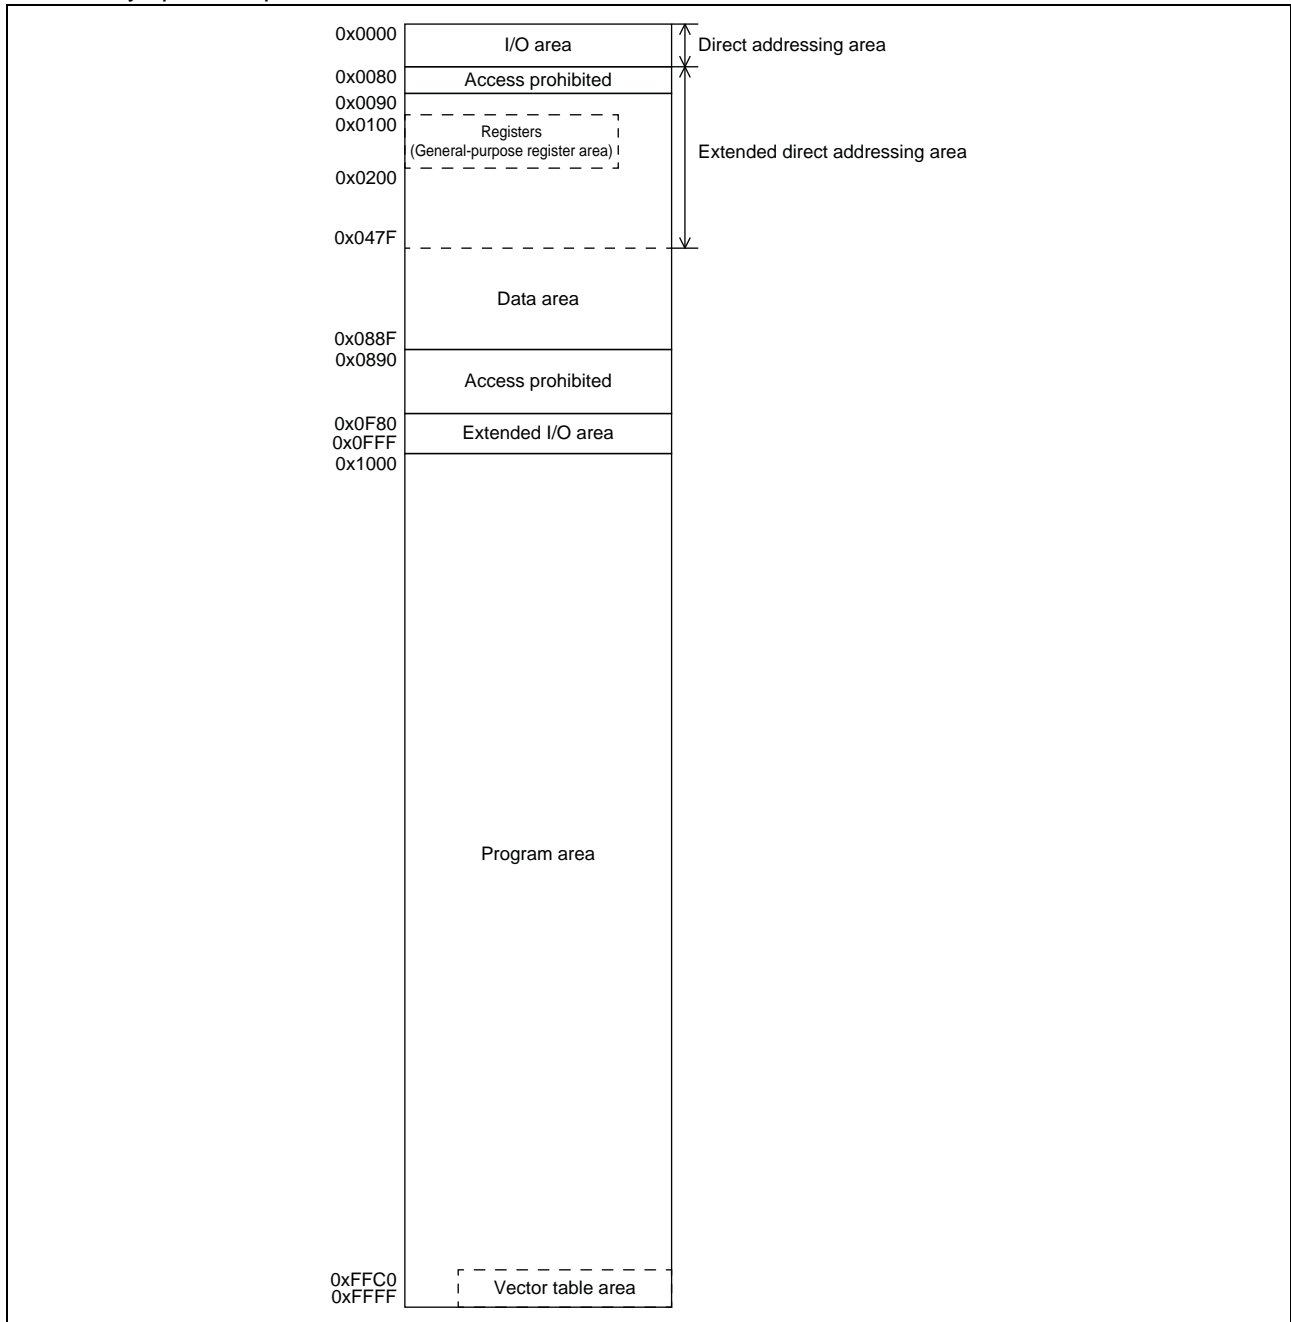 0x0000
I/O area
Direct addressing area
0x0080
Access prohibited
0x0090
0x0100
Registers
(General-purpose register area)
Extended direct addressing area
0x0200
0x047F
Data area
0x088F
0x0890
Access prohibited
0x0F80
Extended I/O area
0x0FFF
0x1000
Program area
0xFFC0
Vector table area
0xFFFF